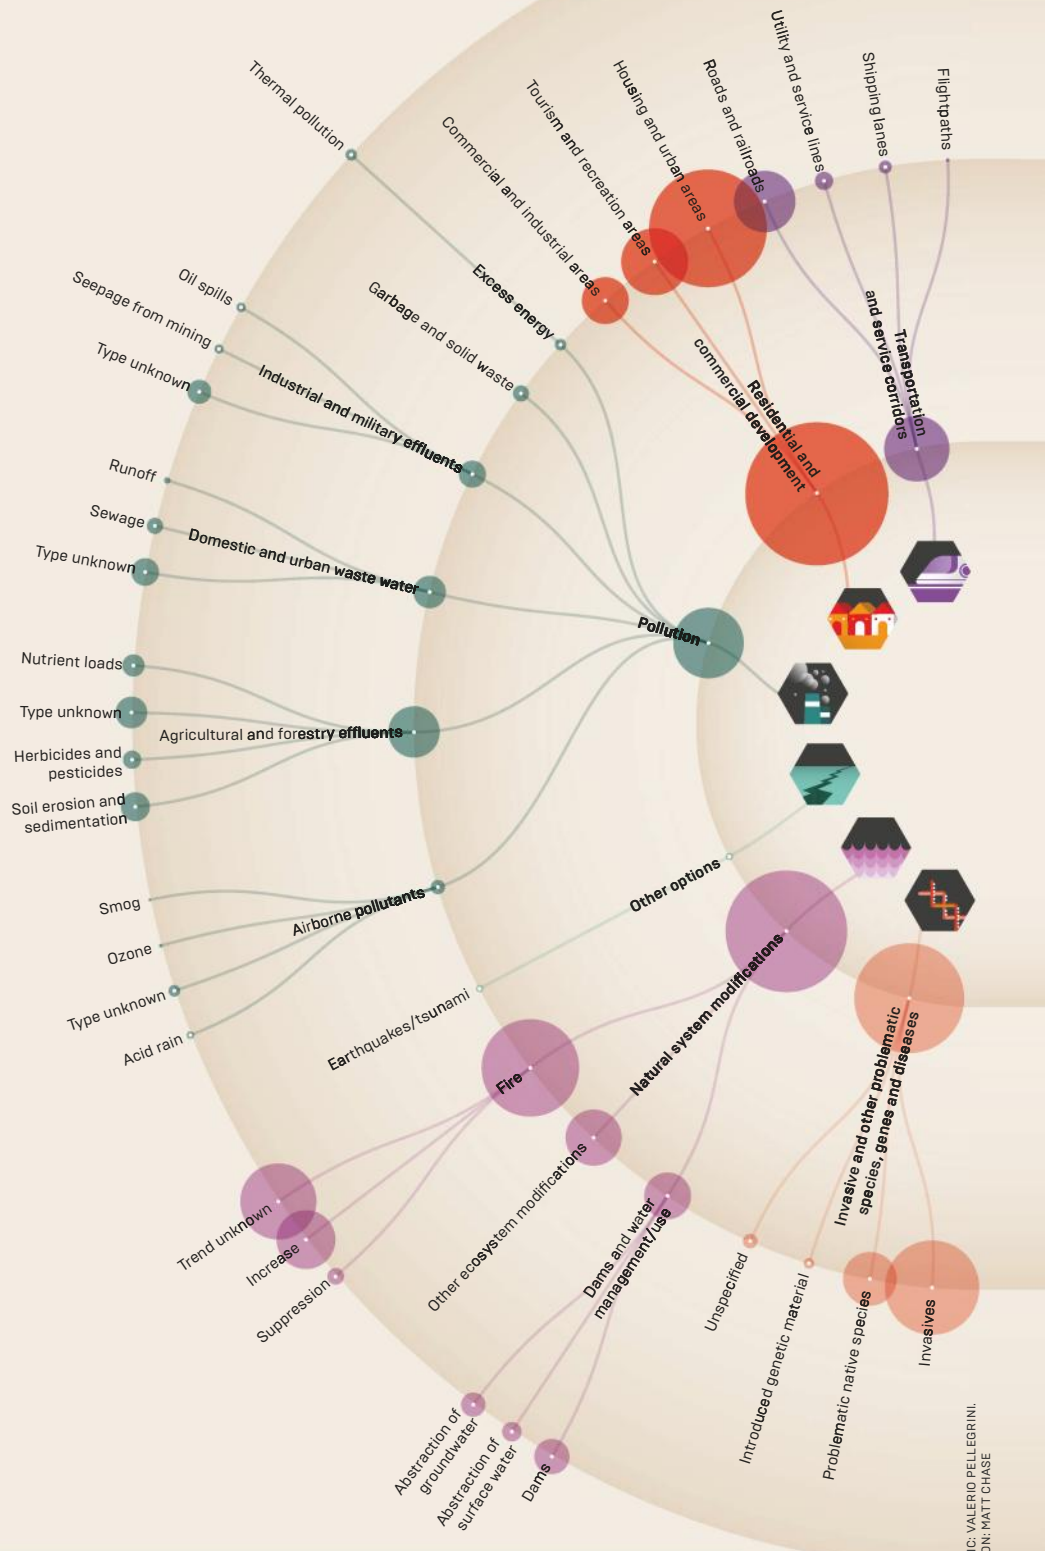 Flightpaths
Shipping lanes
Utility and service lines
Roads and railroads
Housing and urban areas
Tourism and recreation areas
Commercial and industrial areas
Transportation
and service corridors
Residential and
commercial development
Thermal pollution
Excess energy
Garbage and solid waste
Oil spills
Seepage from mining
Type unknown
Industrial and military effluents
Runoff
Sewage
Type unknown
Domestic and urban waste water
Pollution
Nutrient loads
Type unknown
Herbicides and
pesticides
Soil erosion and
sedimentation
Agricultural and forestry effluents
Smog
Ozone
Type unknown
Acid rain
Airborne pollutants
Other options
Earthquakes/tsunami
Natural system modifications
Fire
Trend unknown
Increase
Suppression
Other ecosystem modifications
Dams and water
management/use
Abstraction of
groundwater
Abstraction of
surface water
Dams
Invasive and other problematic
species, genes and diseases
Unspecified
Introduced genetic material
Problematic native species
Invasives
IC: VALERIO PELLEGRINI.
ON: MATT CHASE